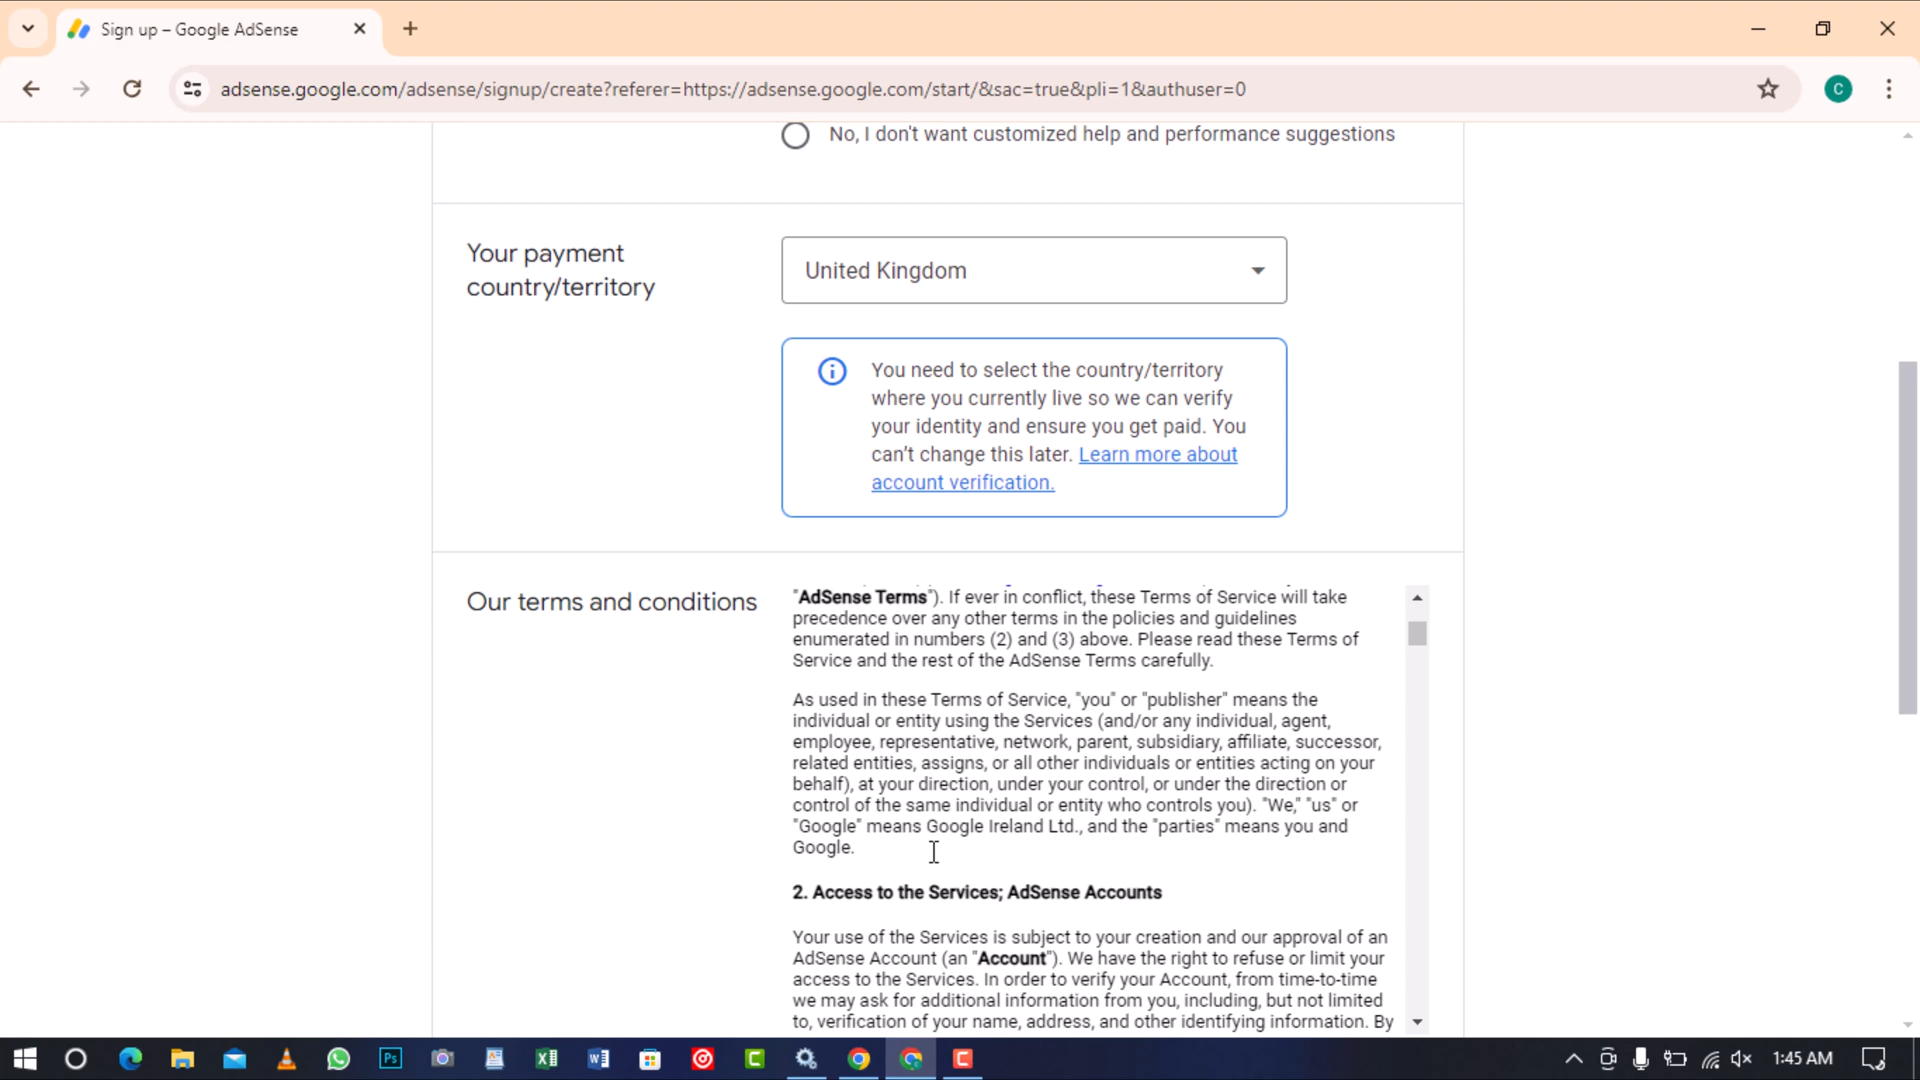 Sign up – Google AdSense
adsense.google.com/adsense/signup/create?referer=https://adsense.google.com/start/&sac=true&pli=1&authuser=0
C
No, I don't want customized help and performance suggestions
Your payment
country/territory
United Kingdom
You need to select the country/territory
where you currently live so we can verify
your identity and ensure you get paid. You
can't change this later. Learn more about
account verification.
Our terms and conditions
"AdSense Terms"). If ever in conflict, these Terms of Service will take
precedence over any other terms in the policies and guidelines
enumerated in numbers (2) and (3) above. Please read these Terms of
Service and the rest of the AdSense Terms carefully.
As used in these Terms of Service, "you" or "publisher" means the
individual or entity using the Services (and/or any individual, agent,
employee, representative, network, parent, subsidiary, affiliate, successor,
related entities, assigns, or all other individuals or entities acting on your
behalf), at your direction, under your control, or under the direction or
control of the same individual or entity who controls you). "We," "us" or
"Google" means Google Ireland Ltd., and the "parties" means you and
Google.
2. Access to the Services; AdSense Accounts
Your use of the Services is subject to your creation and our approval of an
AdSense Account (an "Account"). We have the right to refuse or limit your
access to the Services. In order to verify your Account, from time-to-time
we may ask for additional information from you, including, but not limited
to, verification of your name, address, and other identifying information. By
Ps
1:45 AM